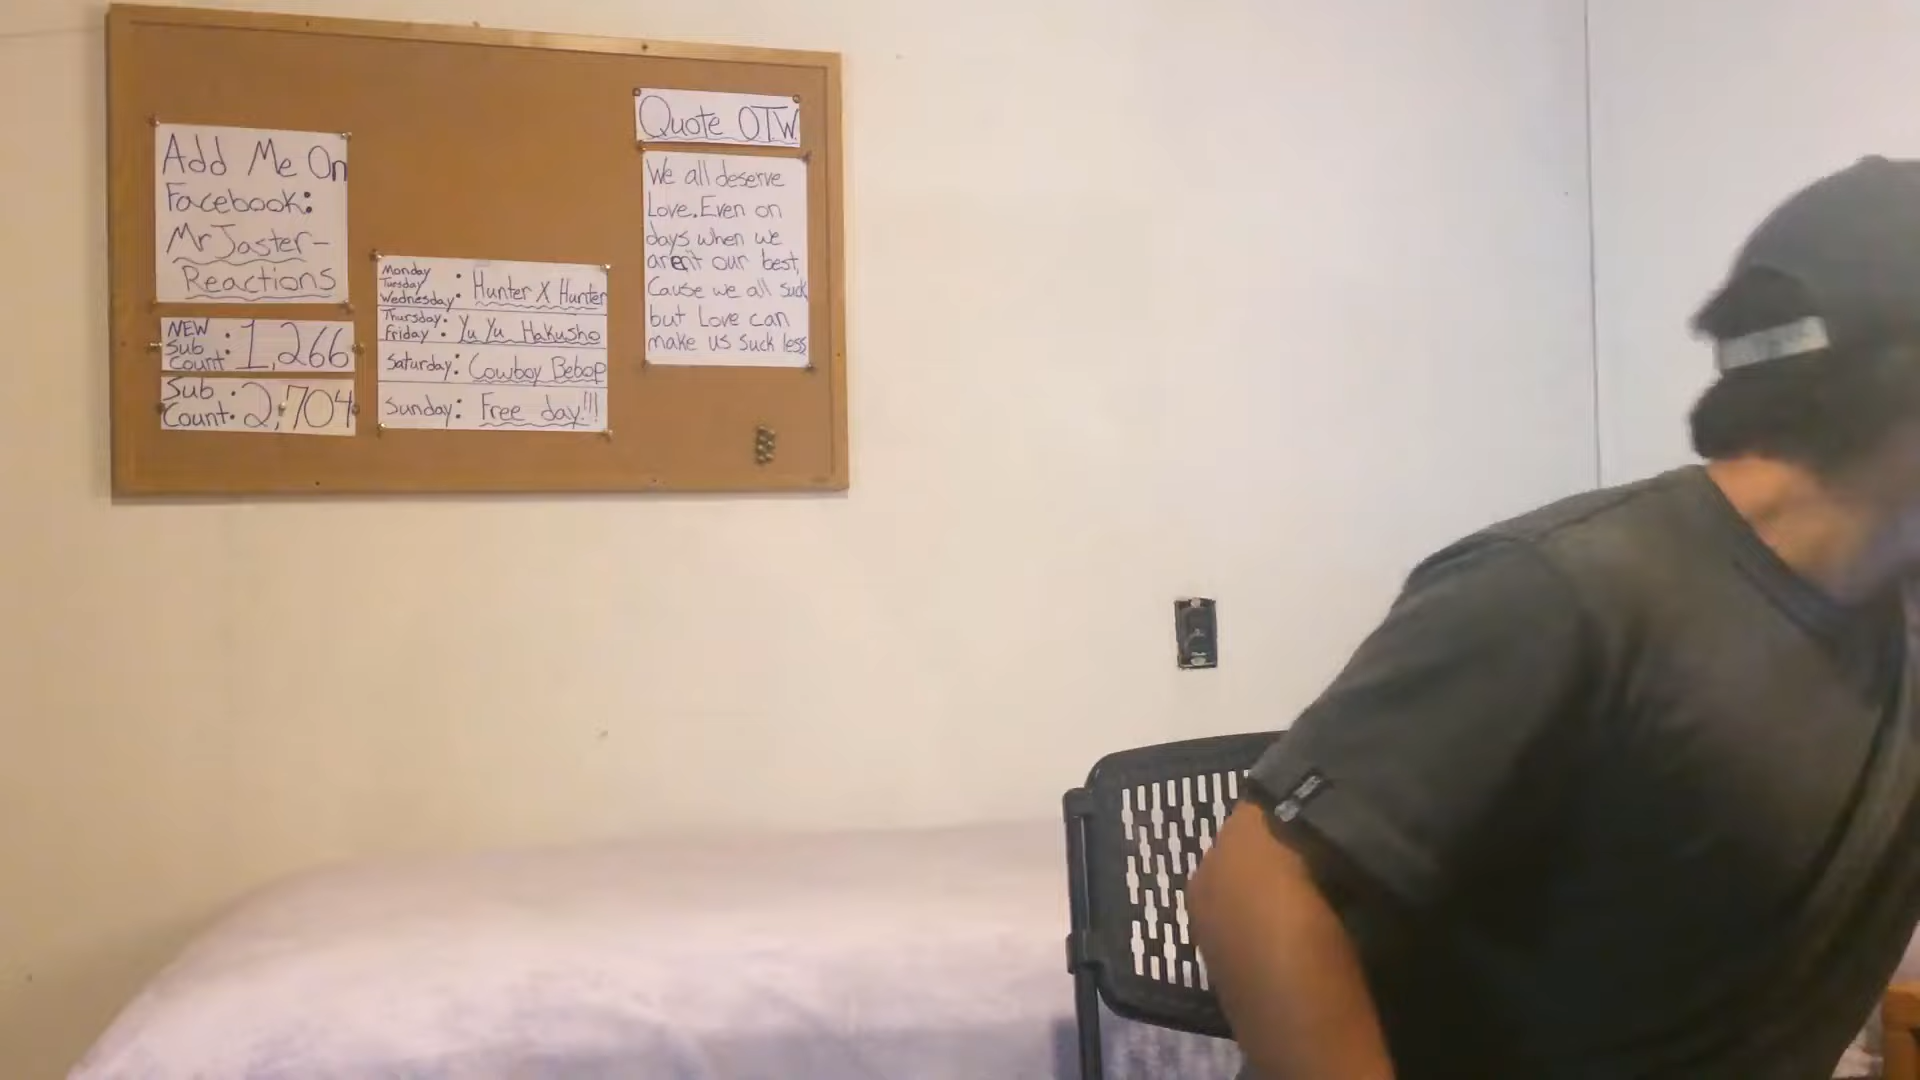 Add Me On
Facebook:
MrJaster-
Reactions
NEW
Sub
Count: 1,266
Sub
Count: 2,704
Monday
Tuesday
Wednesday: Hunter X Hunter
Thursday:
Friday: Yu Yu Hakusho
Saturday: Cowboy Bebop
Sunday: Free day!!!
Quote OTW
We all deserve
Love. Even on
days when we
aren't our best,
Cause we all suck
but Love can
make us suck less